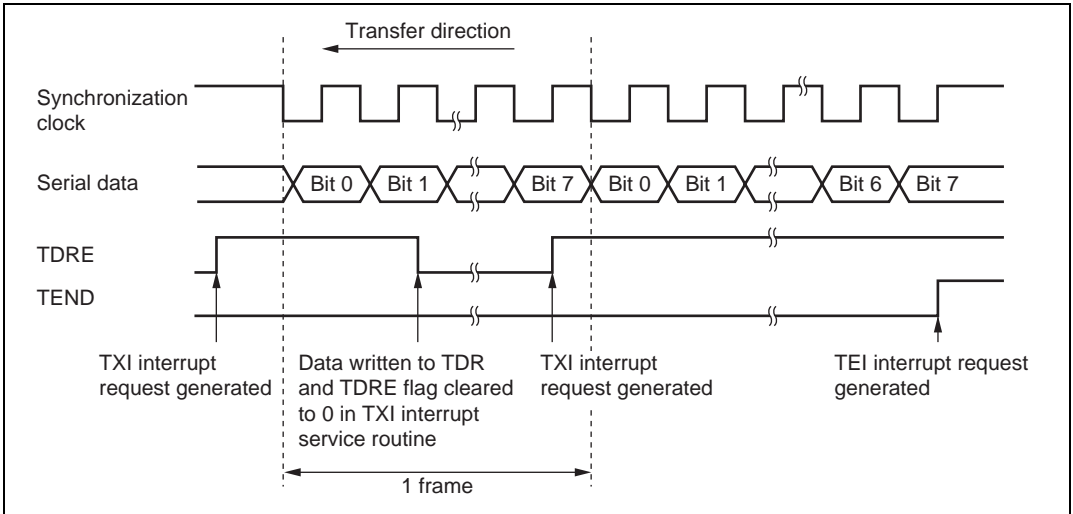 Transfer direction
Synchronization
clock
Serial data
Bit 0
Bit 1
Bit 7
Bit 0
Bit 1
Bit 6
Bit 7
TDRE
TEND
TXI interrupt
request generated
Data written to TDR
and TDRE flag cleared
to 0 in TXI interrupt
service routine
TXI interrupt
request generated
TEI interrupt request
generated
1 frame